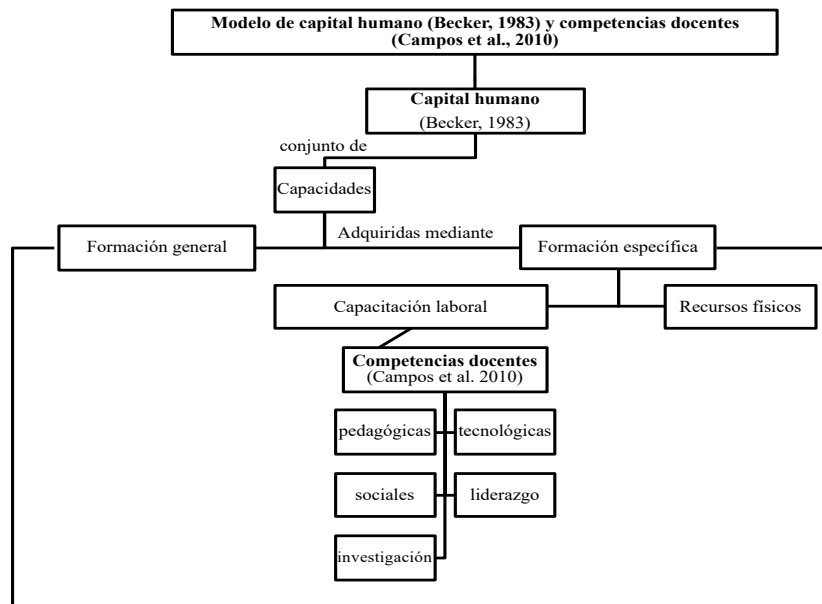 Modelo de capital humano (Becker, 1983) y competencias docentes
(Campos et al., 2010)
Capital humano
(Becker, 1983)
conjunto de
Capacidades
Formación general
Adquiridas mediante
Formación específica
Capacitación laboral
Recursos físicos
Competencias docentes
(Campos et al. 2010)
pedagógicas
tecnológicas
sociales
liderazgo
investigación